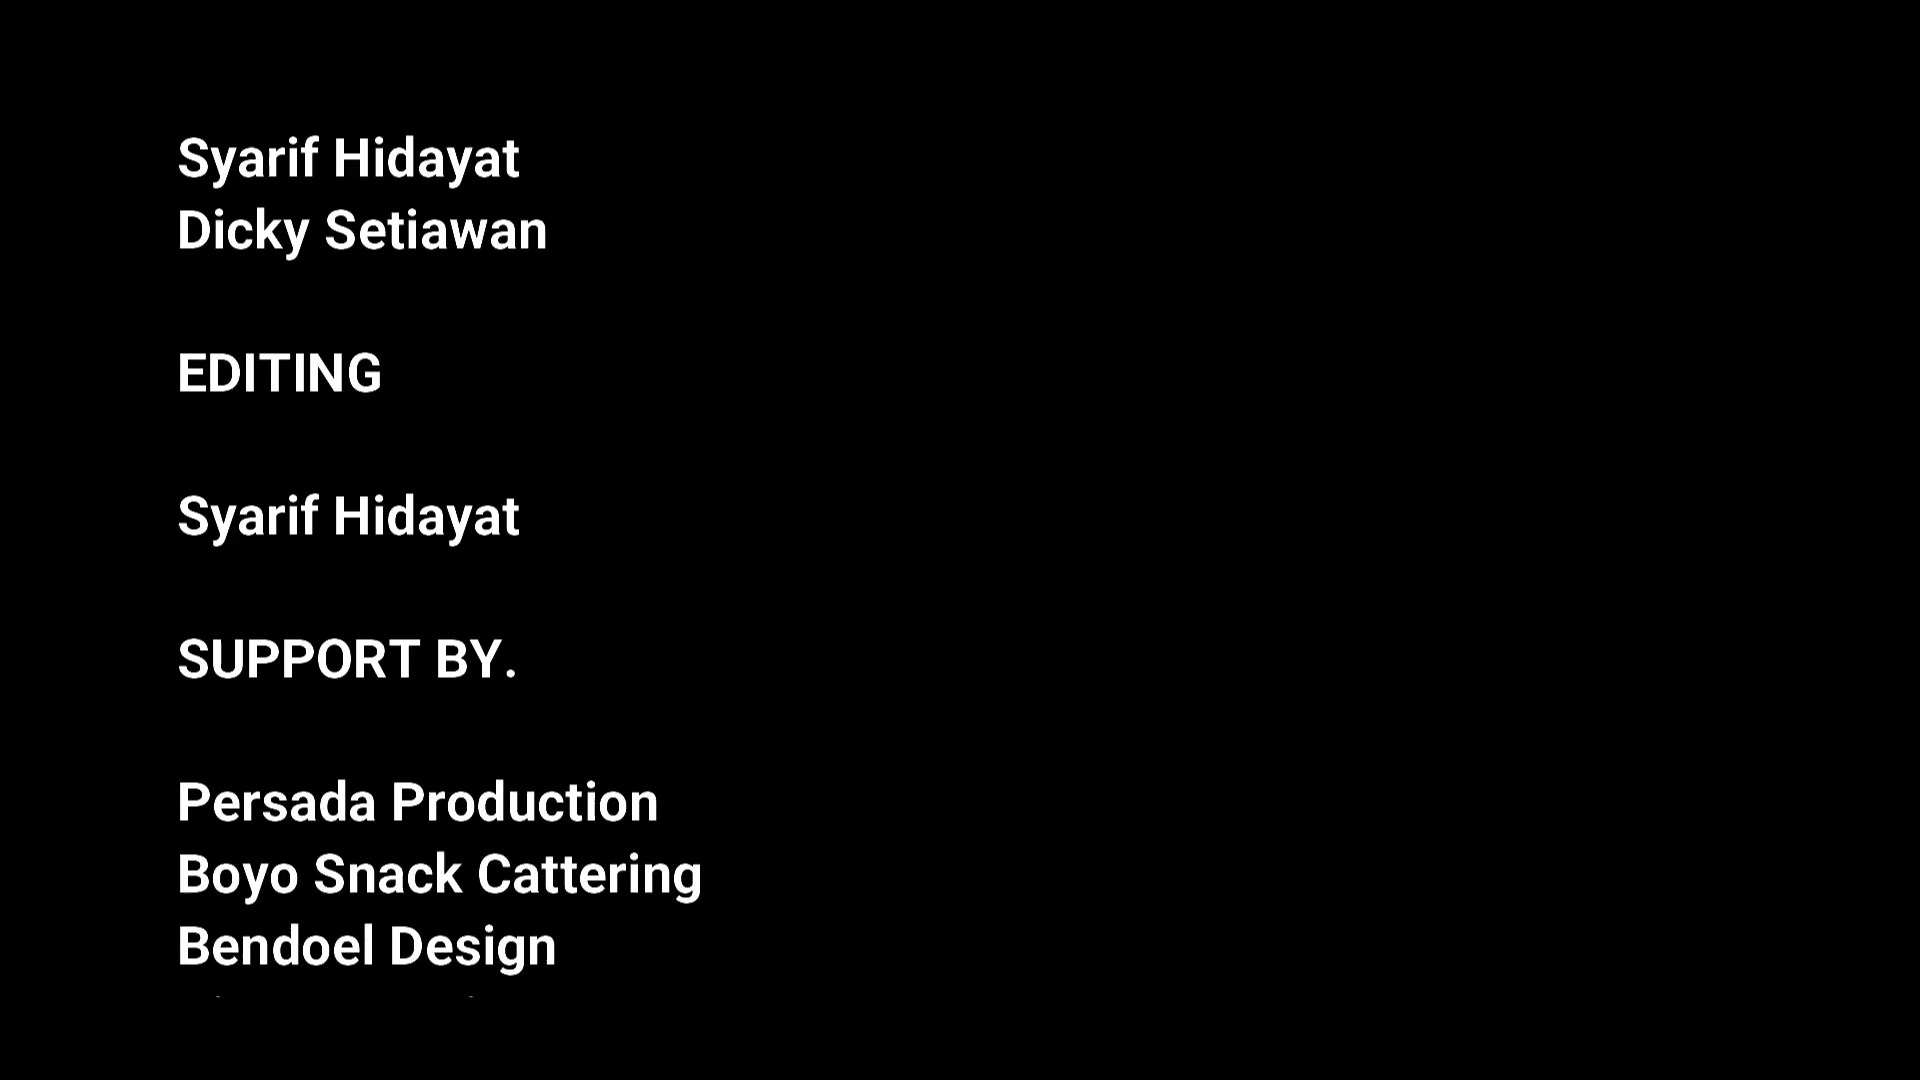 Syarif Hidayat
Dicky Setiawan
EDITING
Syarif Hidayat
SUPPORT BY.
Persada Production
Boyo Snack Cattering
Bendoel Design